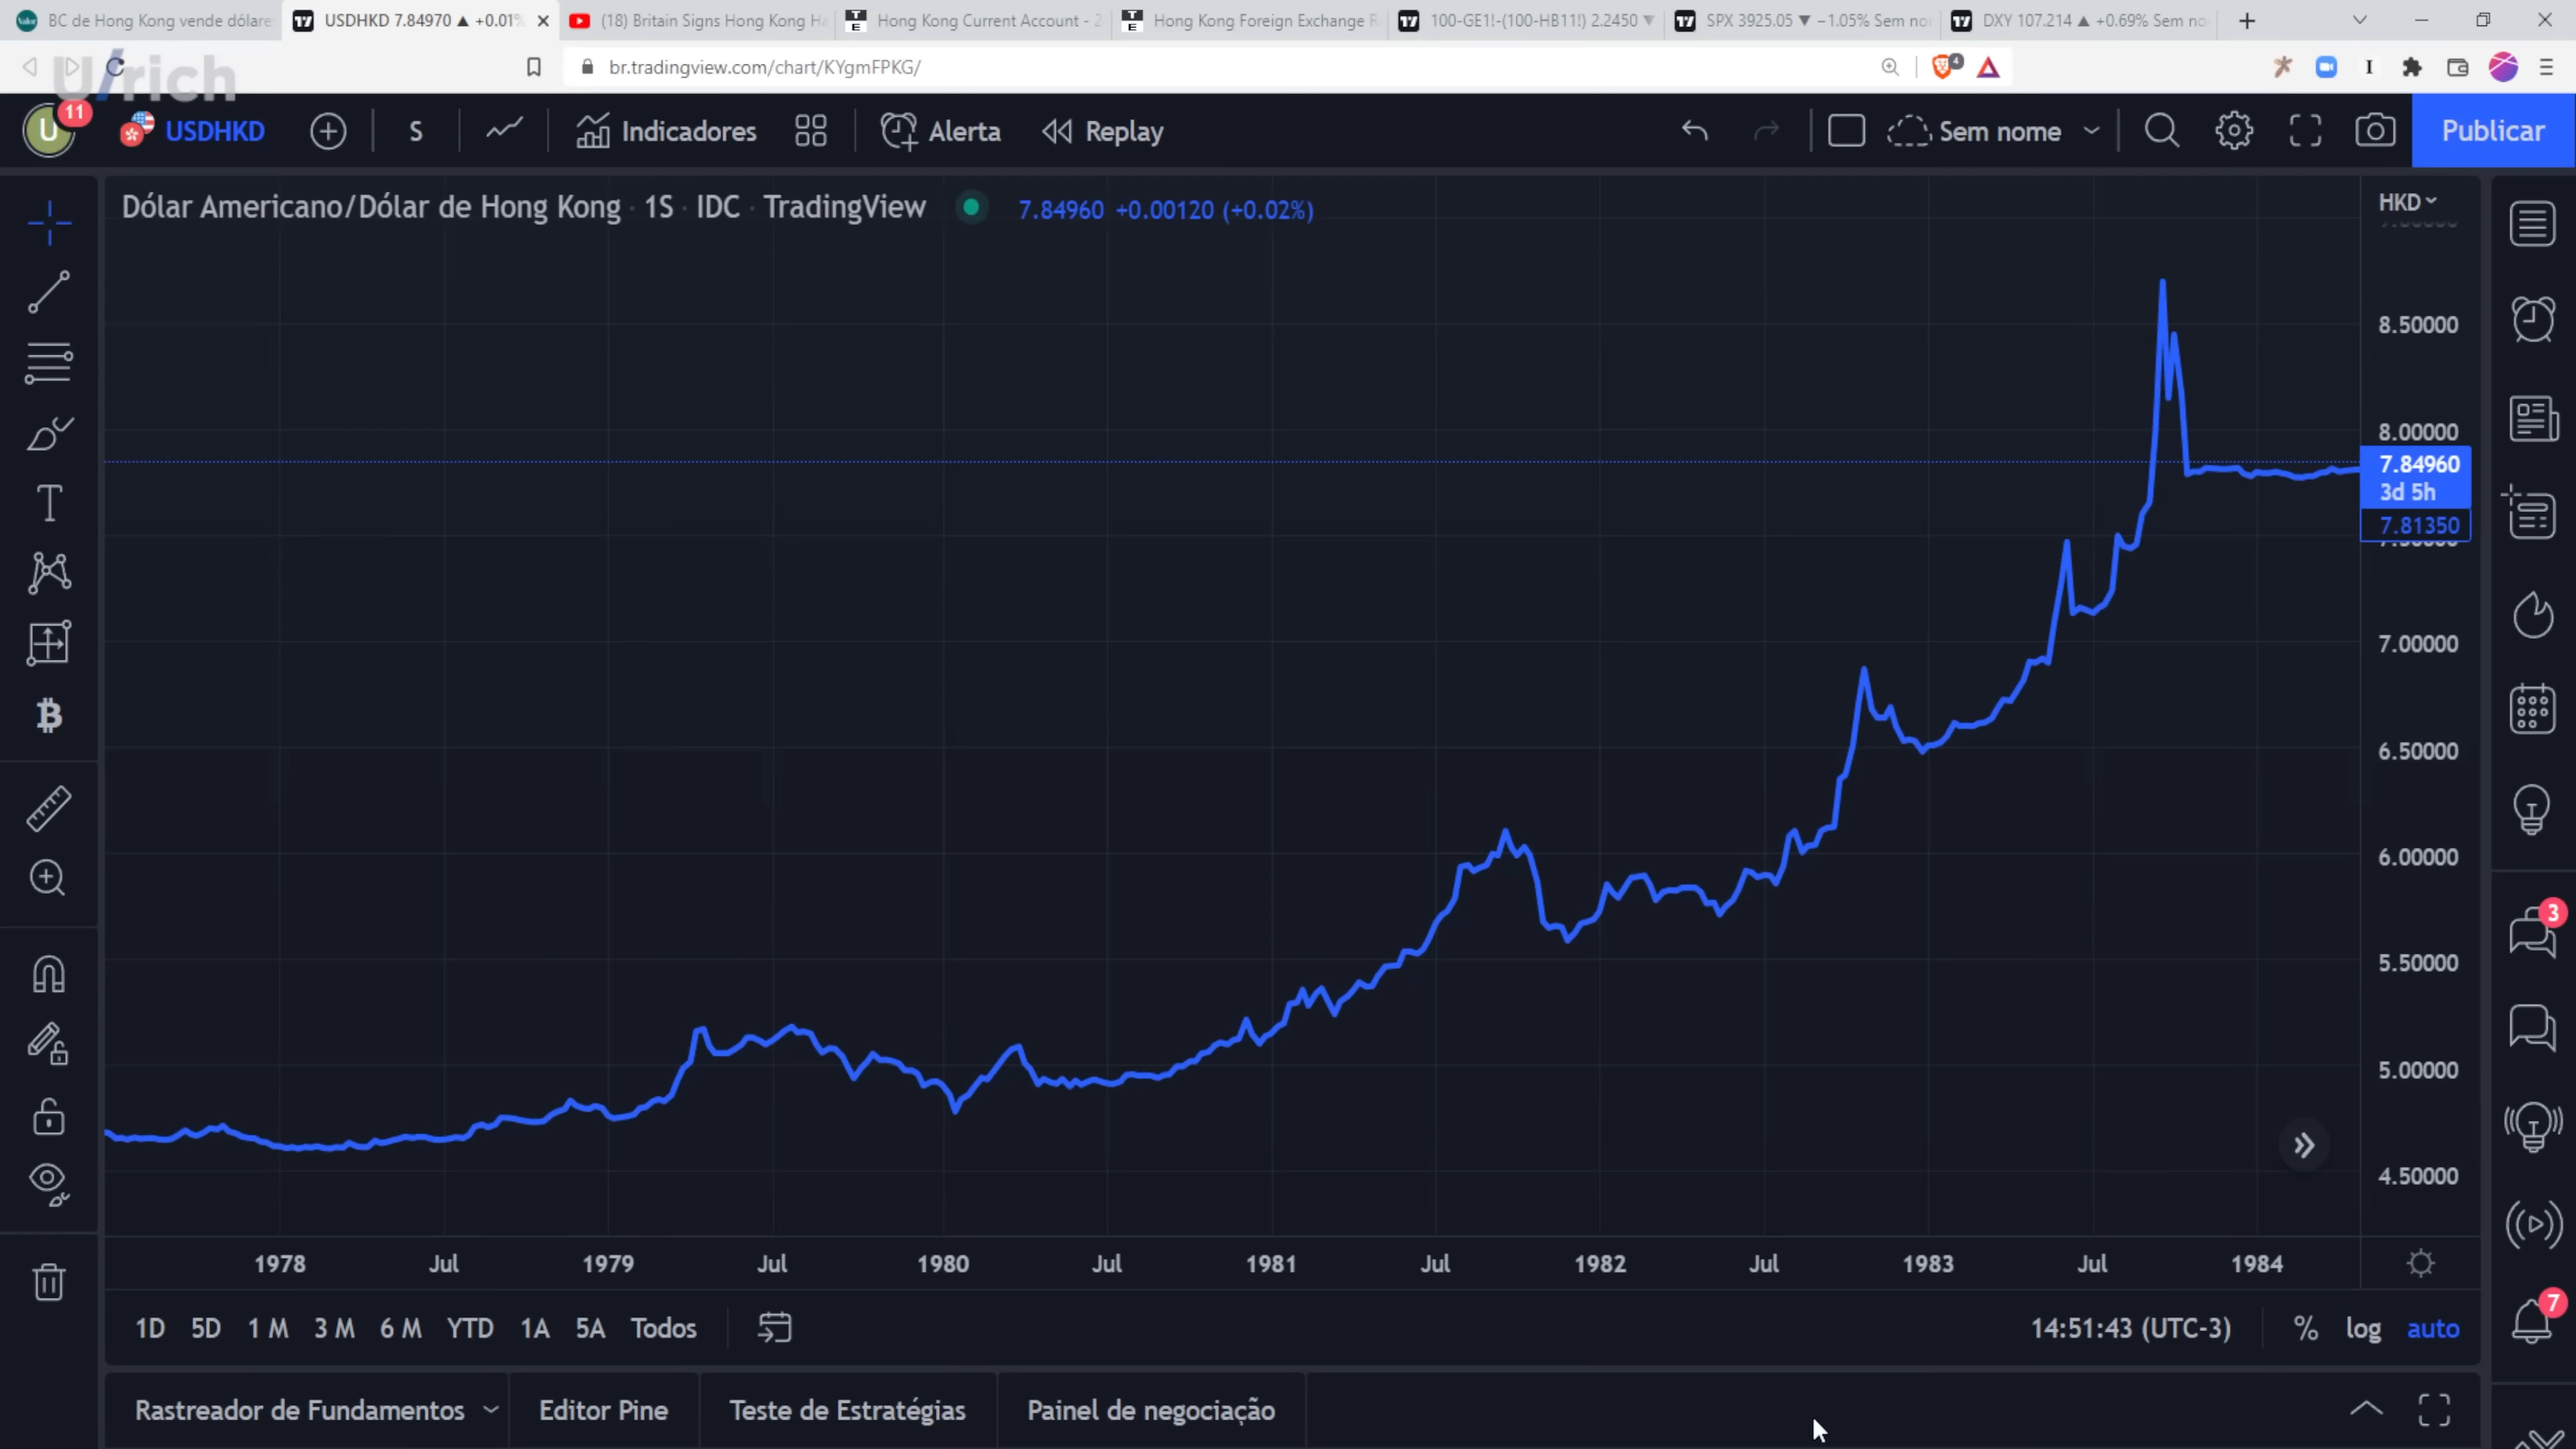 BC de Hong Kong vende dólares
USDHKD 7.84970 ▲ +0.01%
(18) Britain Signs Hong Kong Ha
Hong Kong Current Account - 2
Hong Kong Foreign Exchange R
100-GE1!-(100-HB11!) 2.2450 ▼
SPX 3925.05 ▼ −1.05% Sem no
DXY 107.214 ▲ +0.69% Sem no
Ulrich
br.tradingview.com/chart/KYgmFPKG/
4
U
11
USDHKD
S
Indicadores
Alerta
Replay
Sem nome
Publicar
Dólar Americano/Dólar de Hong Kong · 1S · IDC · TradingView
7.84960 +0.00120 (+0.02%)
HKD
8.50000
8.00000
7.84960
3d 5h
7.81350
7.00000
6.50000
6.00000
5.50000
5.00000
4.50000
3
7
1978 Jul 1979 Jul 1980 Jul 1981 Jul 1982 Jul 1983 Jul 1984
1D 5D 1 M 3 M 6 M YTD 1A 5A Todos
14:51:43 (UTC-3) % log auto
Rastreador de Fundamentos
Editor Pine
Teste de Estratégias
Painel de negociação